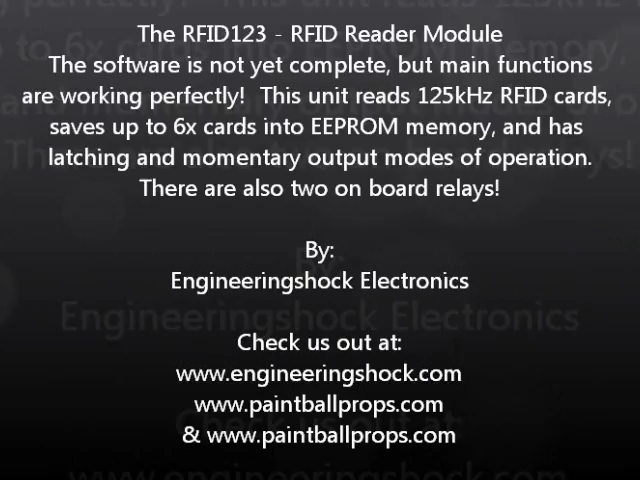 The RFID123 - RFID Reader Module
The software is not yet complete, but main functions
are working perfectly! This unit reads 125kHz RFID cards,
saves up to 6x cards into EEPROM memory, and has
latching and momentary output modes of operation.
There are also two on board relays!
By:
Engineeringshock Electronics
Check us out at:
www.engineeringshock.com
www.paintballprops.com
& www.paintballprops.com